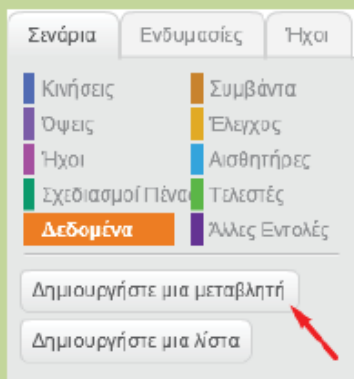 Σενάρια Ενδυμασίες Ήχοι
Κινήσεις Συμβάντα
Όψεις Έλεγχος
Ήχοι Αισθητήρες
Σχεδιασμοί Πένας Τελεστές
Δεδομένα Άλλες Εντολές
Δημιουργήστε μια μεταβλητή
Δημιουργήστε μια λίστα